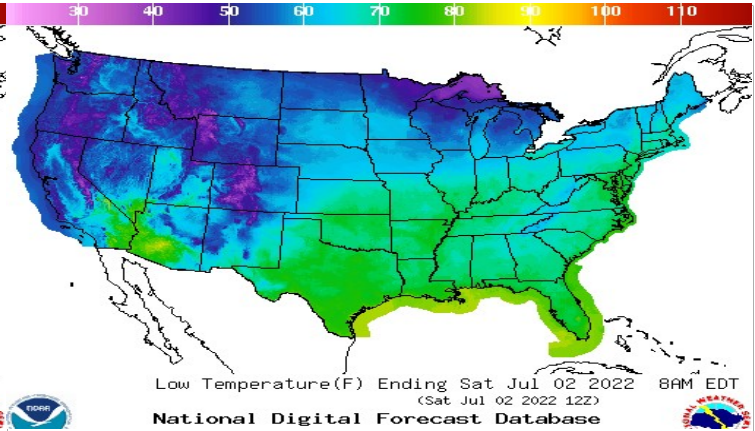 30 40 50 60 70 80 90 100 110
Low Temperature(F) Ending Sat Jul 02 2022 8AM EDT
(Sat Jul 02 2022 12Z)
NOAA
National Digital Forecast Database